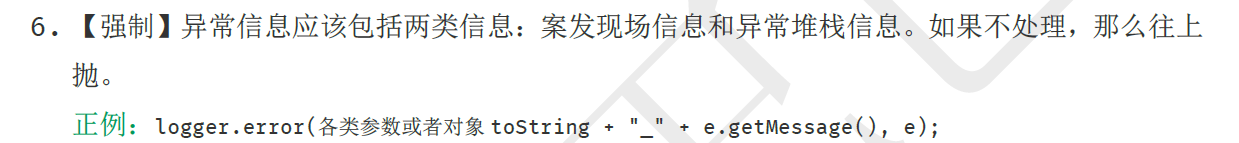 6. 【强制】异常信息应该包括两类信息：案发现场信息和异常堆栈信息。如果不处理，那么往上
抛。
正例：logger.error(各类参数或者对象 toString + "_" + e.getMessage(), e);